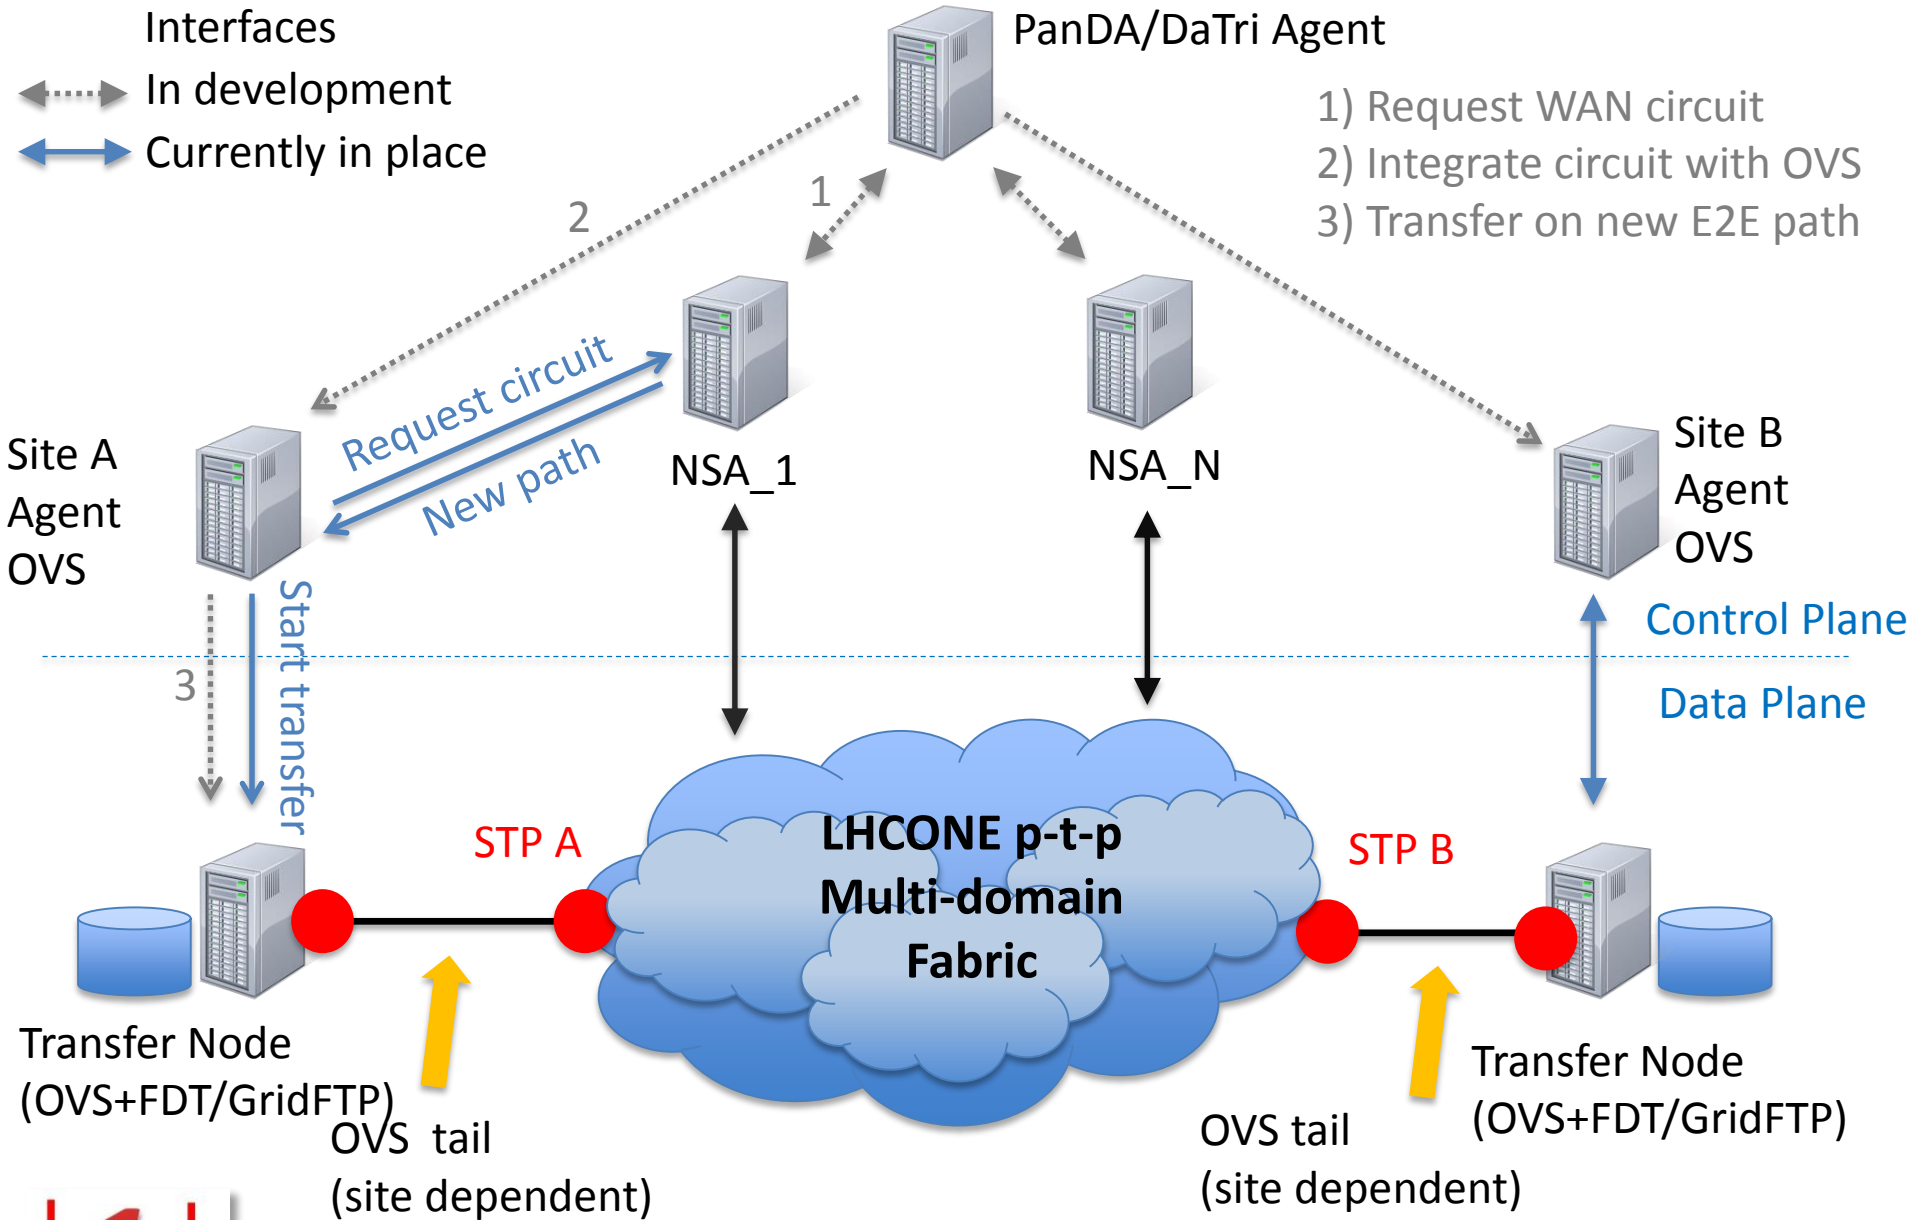 Interfaces
In development
Currently in place
PanDA/DaTri Agent
1) Request WAN circuit
2) Integrate circuit with OVS
3) Transfer on new E2E path
1
2
Request circuit
New path
NSA_1
NSA_N
Site A
Agent
OVS
Site B
Agent
OVS
Start transfer
3
Control Plane
Data Plane
STP A
LHCONE p-t-p
Multi-domain
Fabric
STP B
Transfer Node
(OVS+FDT/GridFTP)
OVS  tail
(site dependent)
Transfer Node
(OVS+FDT/GridFTP)
OVS tail
(site dependent)